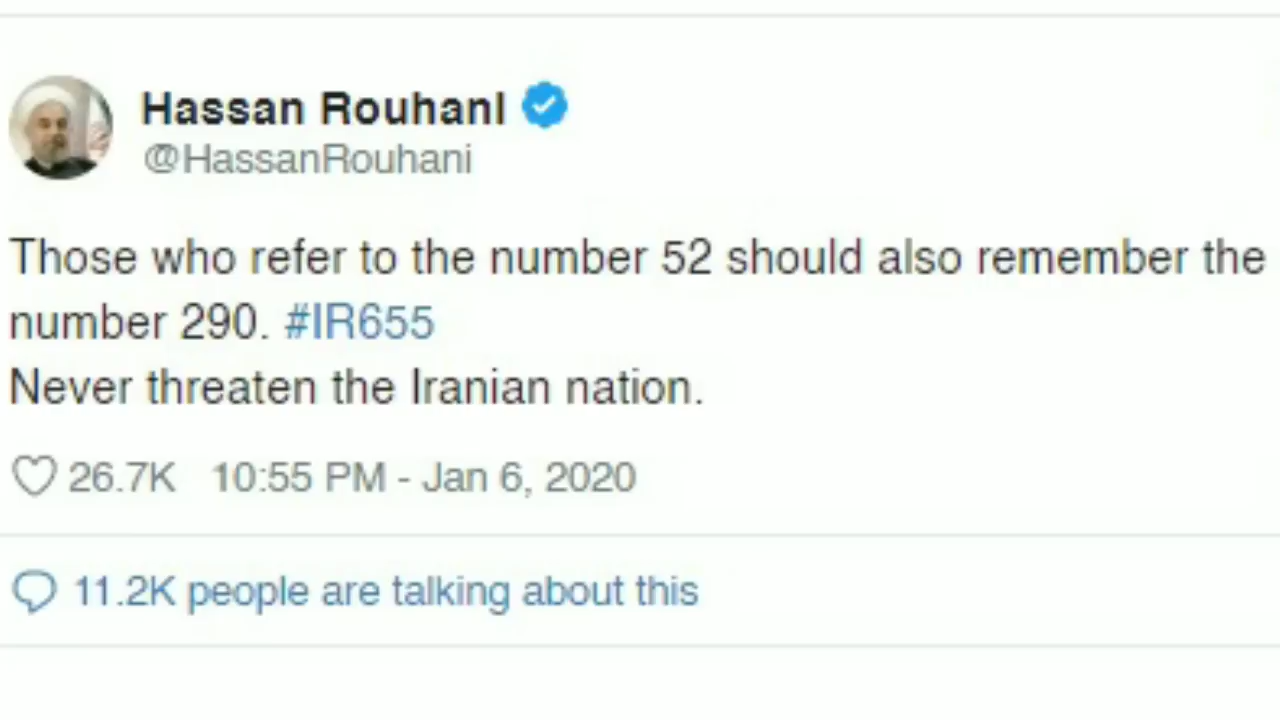 Hassan Rouhani
@HassanRouhani
Those who refer to the number 52 should also remember the
number 290. #IR655
Never threaten the Iranian nation.
26.7K 10:55 PM - Jan 6, 2020
11.2K people are talking about this